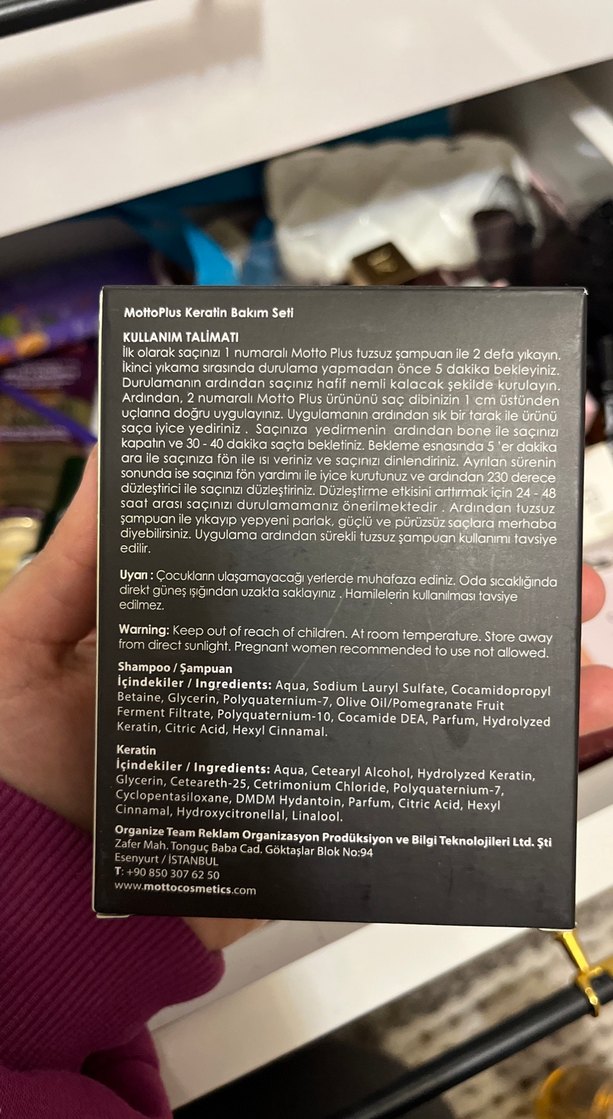 MottoPlus Keratin Bakım Seti
KULLANIM TALİMATI
İlk olarak saçınızı 1 numaralı Motto Plus tuzsuz şampuan ile 2 defa yıkayın.
İkinci yıkama sırasında durulama yapmadan önce 5 dakika bekleyiniz.
Durulamanın ardından saçınız hafif nemli kalacak şekilde kurulayın.
Ardından, 2 numaralı Motto Plus ürününü saç dibinizin 1 cm üstünden
uçlarına doğru uygulayınız. Uygulamanın ardından sık bir tarak ile ürünü
saça iyice yediriniz . Saçınıza yedirmenin ardından bone ile saçınızı
kapatın ve 30 - 40 dakika saçta bekletiniz. Bekleme esnasında 5 'er dakika
ara ile saçınıza fön ile ısı veriniz ve saçınızı dinlendiriniz. Ayrılan sürenin
sonunda ise saçınızı fön yardımı ile iyice kurutunuz ve ardından 230 derece
düzleştirici ile saçınızı düzleştiriniz. Düzleştirme etkisini arttırmak için 24 - 48
saat arası saçınızı durulamamanız önerilmektedir . Ardından tuzsuz
şampuan ile yıkayıp yepyeni parlak, güçlü ve pürüzsüz saçlara merhaba
diyebilirsiniz. Uygulama ardından sürekli tuzsuz şampuan kullanımı tavsiye
edilir.
Uyarı : Çocukların ulaşamayacağı yerlerde muhafaza ediniz. Oda sıcaklığında
direkt güneş ışığından uzakta saklayınız . Hamilelerin kullanılması tavsiye
edilmez.
Warning: Keep out of reach of children. At room temperature. Store away
from direct sunlight. Pregnant women recommended to use not allowed.
Shampoo / Şampuan
İçindekiler / Ingredients: Aqua, Sodium Lauryl Sulfate, Cocamidopropyl
Betaine, Glycerin, Polyquaternium-7, Olive Oil/Pomegranate Fruit
Ferment Filtrate, Polyquaternium-10, Cocamide DEA, Parfum, Hydrolyzed
Keratin, Citric Acid, Hexyl Cinnamal.
Keratin
İçindekiler / Ingredients: Aqua, Cetearyl Alcohol, Hydrolyzed Keratin,
Glycerin, Ceteareth-25, Cetrimonium Chloride, Polyquaternium-7,
Cyclopentasiloxane, DMDM Hydantoin, Parfum, Citric Acid, Hexyl
Cinnamal, Hydroxycitronellal, Linalool.
Organize Team Reklam Organizasyon Prodüksiyon ve Bilgi Teknolojileri Ltd. Şti
Zafer Mah. Tonguç Baba Cad. Göktaşlar Blok No:94
Esenyurt / İSTANBUL
T: +90 850 307 62 50
www.mottocosmetics.com